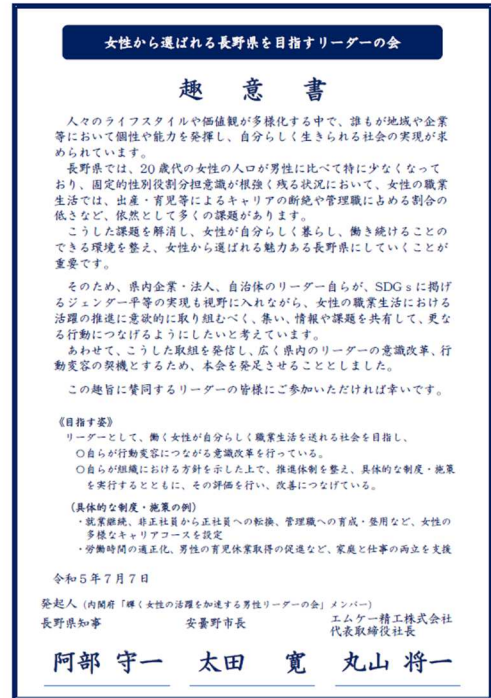 女性から選ばれる長野県を目指すリーダーの会
趣 意 書
人々のライフスタイルや価値観が多様化する中で、誰もが地域や企業
等において個性や能力を発揮し、自分らしく生きられる社会の実現が求
められています。
長野県では、20歳代の女性の人口が男性に比べて特に少なくなって
おり、固定的性別役割分担意識が根強く残る状況において、女性の職業
生活では、出産・育児等によるキャリアの断絶や管理職に占める割合の
低さなど、依然として多くの課題があります。
こうした課題を解消し、女性が自分らしく暮らし、働き続けることの
できる環境を整え、女性から選ばれる魅力ある長野県にしていくことが
重要です。
そのため、県内企業・法人、自治体のリーダー自らが、SDGsに掲げ
るジェンダー平等の実現も視野に入れながら、女性の職業生活における
活躍の推進に意欲的に取り組むべく、集い、情報や課題を共有して、更な
る行動につなげるようにしたいと考えています。
あわせて、こうした取組を発信し、広く県内のリーダーの意識改革、行
動変容の契機とするため、本会を発足させることとしました。
この趣旨に賛同するリーダーの皆様にご参加いただければ幸いです。
《目指す姿》
リーダーとして、働く女性が自分らしく職業生活を送れる社会を目指し、
○自らが行動変容につながる意識改革を行っている。
○自らが組織における方針を示した上で、推進体制を整え、具体的な制度・施策
を実行するとともに、その評価を行い、改善につなげている。
(具体的な制度・施策の例)
・就業継続、非正社員から正社員への転換、管理職への育成・登用など、女性の
多様なキャリアコースを設定
・労働時間の適正化、男性の育児休業取得の促進など、家庭と仕事の両立を支援
令和5年7月7日
発起人(内閣府「輝く女性の活躍を加速する男性リーダーの会」メンバー)
長野県知事 安曇野市長 エムケー精工株式会社
代表取締役社長
阿部 守一 太田 寛 丸山 将一